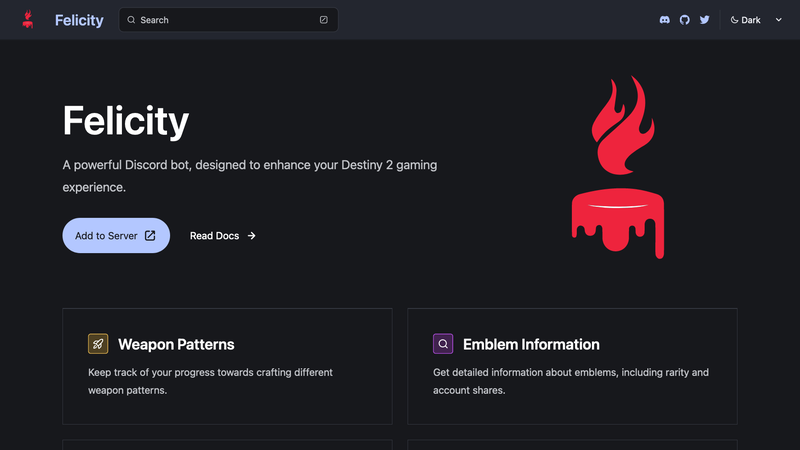 Felicity
Search
Dark
Felicity
A powerful Discord bot, designed to enhance your Destiny 2 gaming
experience.
Add to Server
Read Docs
Weapon Patterns
Keep track of your progress towards crafting different
weapon patterns.
Emblem Information
Get detailed information about emblems, including rarity and
account shares.